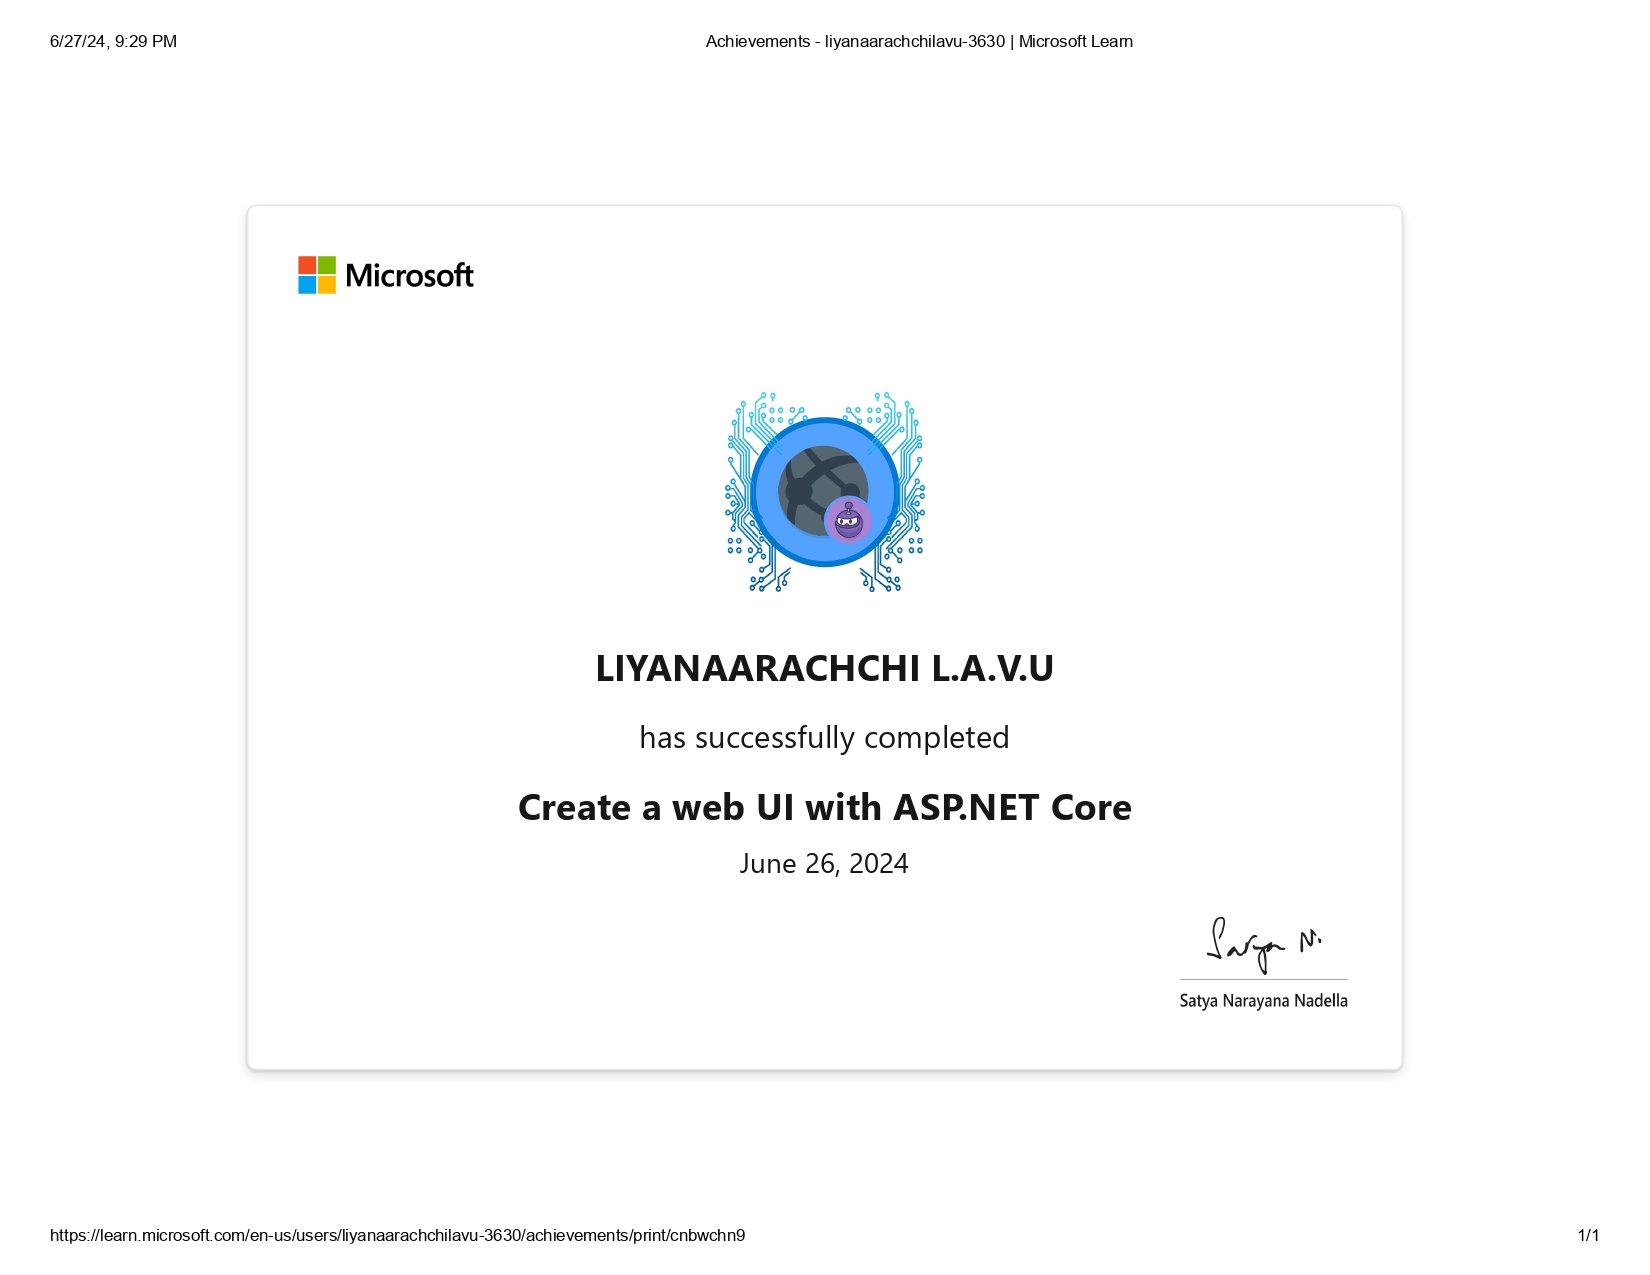 6/27/24, 9:29 PM
Achievements - liyanaarachchilavu-3630 | Microsoft Learn
Microsoft
LIYANAARACHCHI L.A.V.U
has successfully completed
Create a web UI with ASP.NET Core
June 26, 2024
Satya N.
Satya Narayana Nadella
https://learn.microsoft.com/en-us/users/liyanaarachchilavu-3630/achievements/print/cnbwchn9
1/1